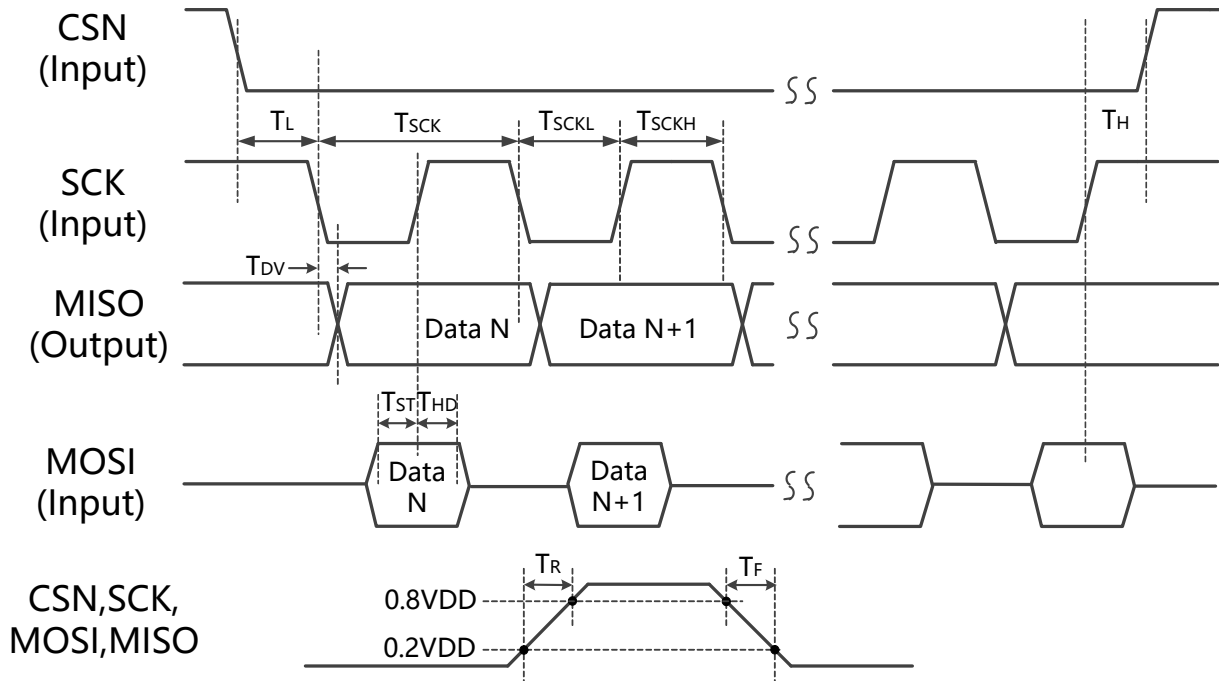 CSN
(Input)
TL
TSCK
TSCKL
TSCKH
TH
SCK
(Input)
TDV
MISO
(Output)
Data N
Data N+1
TST
THD
MOSI
(Input)
Data
N
Data
N+1
TR
TF
CSN,SCK,
MOSI,MISO
0.8VDD
0.2VDD